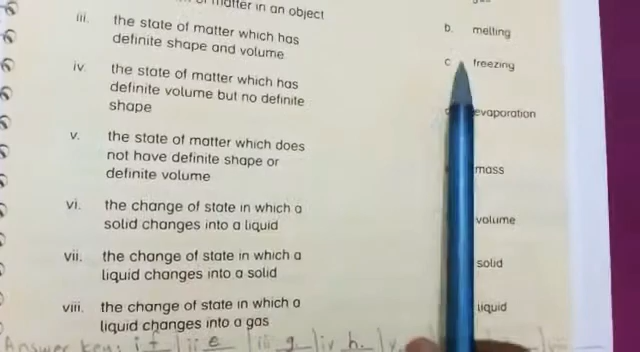 matter in an object
iii. the state of matter which has
definite shape and volume
iv. the state of matter which has
definite volume but no definite
shape
v. the state of matter which does
not have definite shape or
definite volume
vi. the change of state in which a
solid changes into a liquid
vii. the change of state in which a
liquid changes into a solid
viii. the change of state in which a
liquid changes into a gas
b. melting
c freezing
evaporation
mass
volume
solid
liquid
Answer key: i f | ii e | iii g | iv h | v